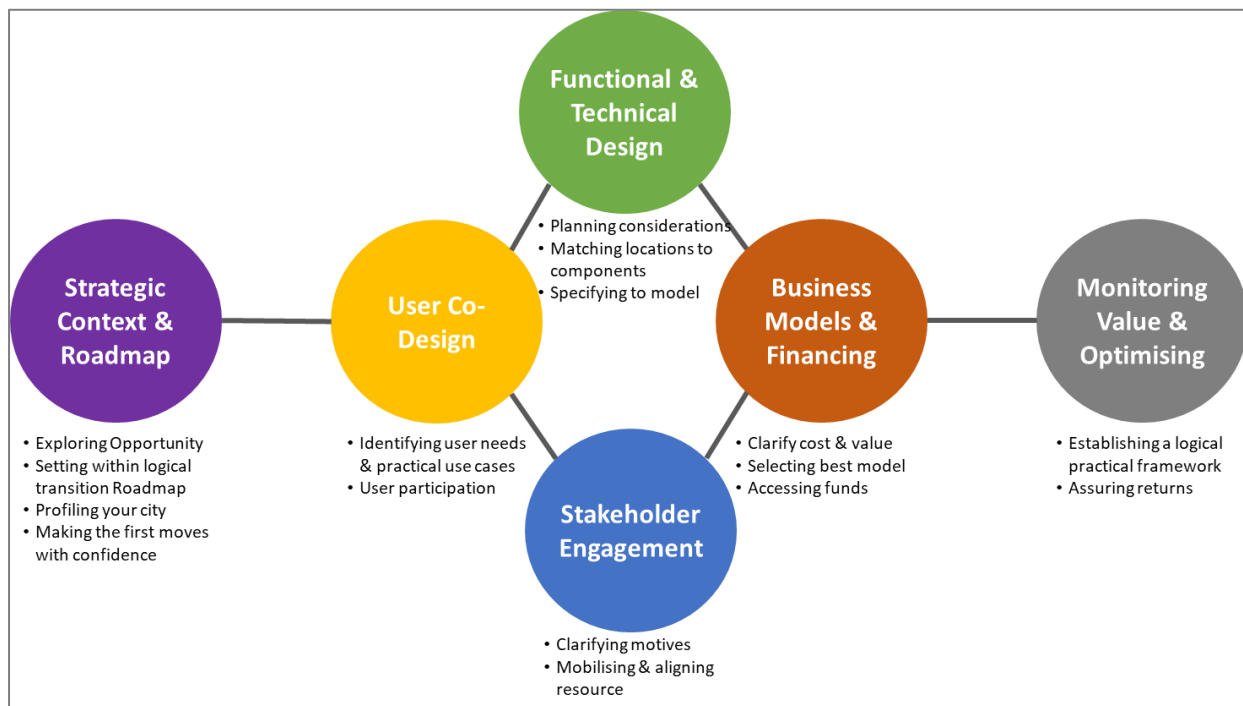 Functional &
Technical
Design
• Planning considerations
• Matching locations to
components
• Specifying to model
Strategic
Context &
Roadmap
• Exploring Opportunity
• Setting within logical
transition Roadmap
• Profiling your city
• Making the first moves
with confidence
User Co-
Design
• Identifying user needs
& practical use cases
• User participation
Business
Models &
Financing
• Clarify cost & value
• Selecting best model
• Accessing funds
Monitoring
Value &
Optimising
• Establishing a logical
practical framework
• Assuring returns
Stakeholder
Engagement
• Clarifying motives
• Mobilising & aligning
resource